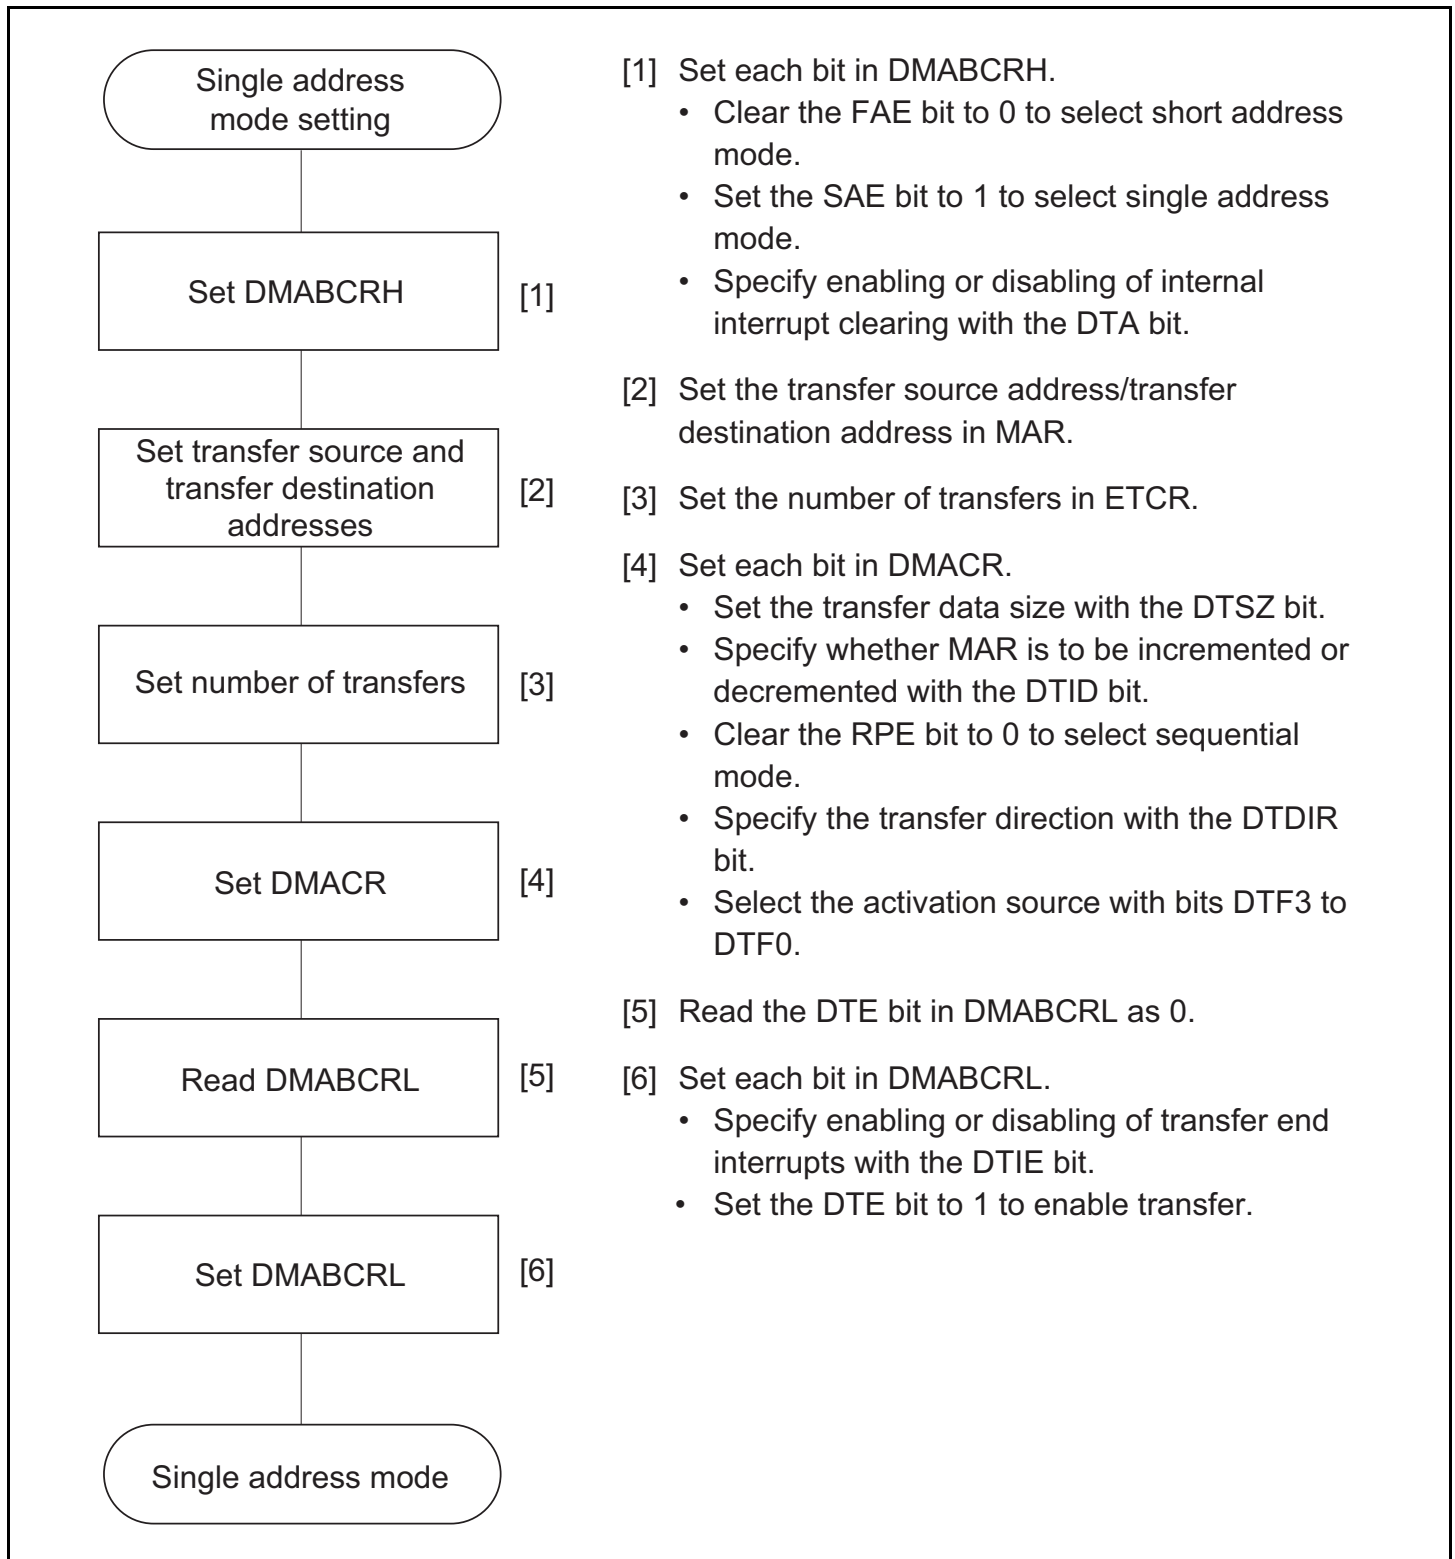 Single address
mode setting
Set DMABCRH
[1]
Set transfer source and
transfer destination
addresses
[2]
Set number of transfers
[3]
Set DMACR
[4]
Read DMABCRL
[5]
Set DMABCRL
[6]
Single address mode
[1] Set each bit in DMABCRH.
• Clear the FAE bit to 0 to select short address
mode.
• Set the SAE bit to 1 to select single address
mode.
• Specify enabling or disabling of internal
interrupt clearing with the DTA bit.
[2] Set the transfer source address/transfer
destination address in MAR.
[3] Set the number of transfers in ETCR.
[4] Set each bit in DMACR.
• Set the transfer data size with the DTSZ bit.
• Specify whether MAR is to be incremented or
decremented with the DTID bit.
• Clear the RPE bit to 0 to select sequential
mode.
• Specify the transfer direction with the DTDIR
bit.
• Select the activation source with bits DTF3 to
DTF0.
[5] Read the DTE bit in DMABCRL as 0.
[6] Set each bit in DMABCRL.
• Specify enabling or disabling of transfer end
interrupts with the DTIE bit.
• Set the DTE bit to 1 to enable transfer.